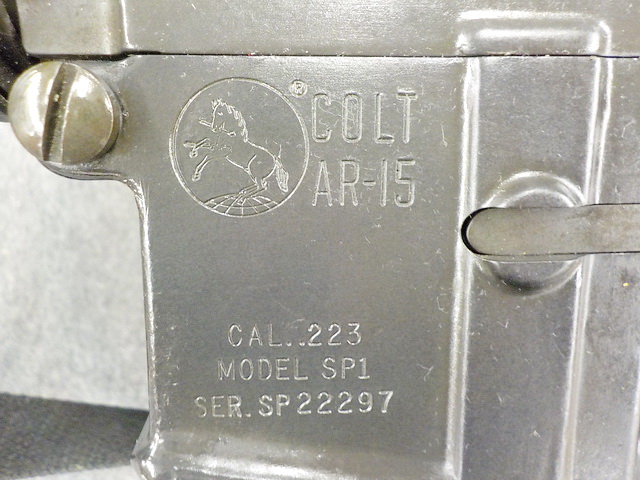 ® COLT
AR-15
CAL. .223
MODEL SP1
SER. SP22297